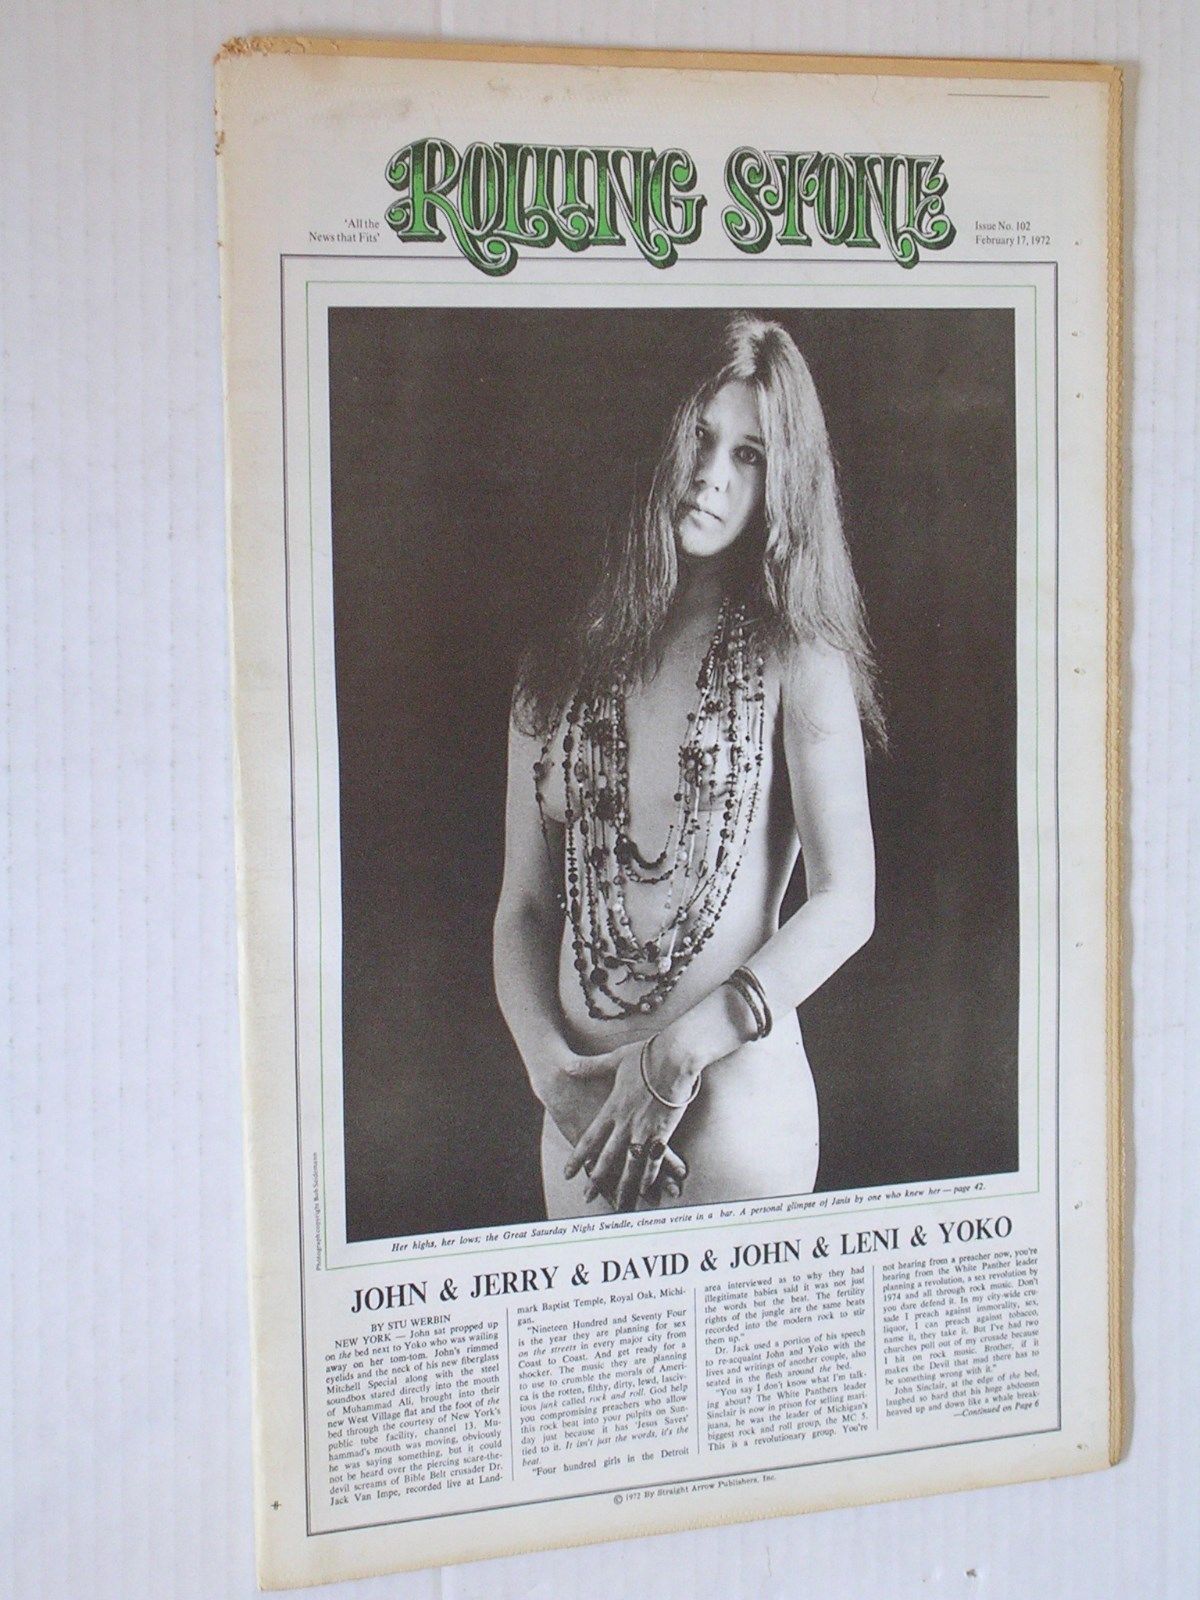 ROLLING STONE
'All the
News that Fits'
Issue No. 102
February 17, 1972
Photograph copyright Bob Seidemann
Her highs, her lows; the Great Saturday Night Swindle, cinema verite in a bar. A personal glimpse of Janis by one who knew her — page 42.
JOHN & JERRY & DAVID & JOHN & LENI & YOKO
BY STU WERBIN
NEW YORK — John sat propped up
on the bed next to Yoko who was wailing
away on her tom-tom. John's rimmed
eyelids and the neck of his new fiberglass
Mitchell Special along with the steel
soundbox stared directly into the mouth
of Muhammad Ali, brought into their
new West Village flat and the foot of the
bed through the courtesy of New York's
public tube facility, channel 13. Mu-
hammad's mouth was moving, obviously
he was saying something, but it could
not be heard over the piercing scare-the-
devil screams of Bible Belt crusader Dr.
Jack Van Impe, recorded live at Land-
mark Baptist Temple, Royal Oak, Michi-
gan.
"Nineteen Hundred and Seventy Four
is the year they are planning for sex
on the streets in every major city from
Coast to Coast. And get ready for a
shocker. The music they are planning
to use to crumble the morals of Ameri-
ca is the rotten, filthy, dirty, lewd, lasciv-
ious junk called rock and roll. God help
you compromising preachers who allow
this rock beat into your pulpits on Sun-
day just because it has 'Jesus Saves'
tied to it. It isn't just the words, it's the
beat.
"Four hundred girls in the Detroit
area interviewed as to why they had
illegitimate babies said it was not just
the words but the beat. The fertility
rights of the jungle are the same beats
recorded into the modern rock to stir
them up."
Dr. Jack used a portion of his speech
to re-acquaint John and Yoko with the
lives and writings of another couple, also
seated in the flesh around the bed.
"You say I don't know what I'm talk-
ing about? The White Panthers leader
Sinclair is now in prison for selling mari-
juana, he was the leader of Michigan's
biggest rock and roll group, the MC 5.
This is a revolutionary group. You're
not hearing from a preacher now, you're
hearing from the White Panther leader
planning a revolution, a sex revolution by
1974 and all through rock music. Don't
you dare defend it. In my city-wide cru-
sade I preach against immorality, sex,
liquor, I can preach against tobacco,
name it, they take it. But I've had two
churches pull out of my crusade because
I hit on rock music. Brother, if it
makes the Devil that mad there has to
be something wrong with it."
John Sinclair, at the edge of the bed,
laughed so hard that his huge abdomen
heaved up and down like a whale break-
—Continued on Page 6
© 1972 By Straight Arrow Publishers, Inc.